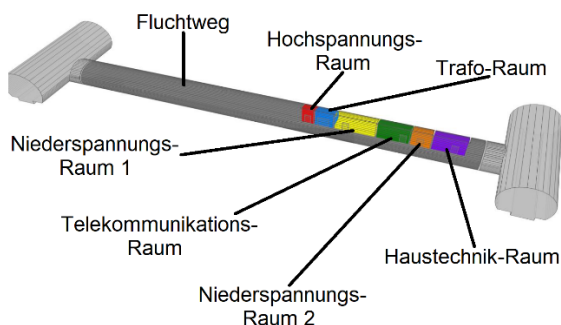 Fluchtweg
Hochspannungs-
Raum
Trafo-Raum
Niederspannungs-
Raum 1
Telekommunikations-
Raum
Niederspannungs-
Raum 2
Haustechnik-Raum